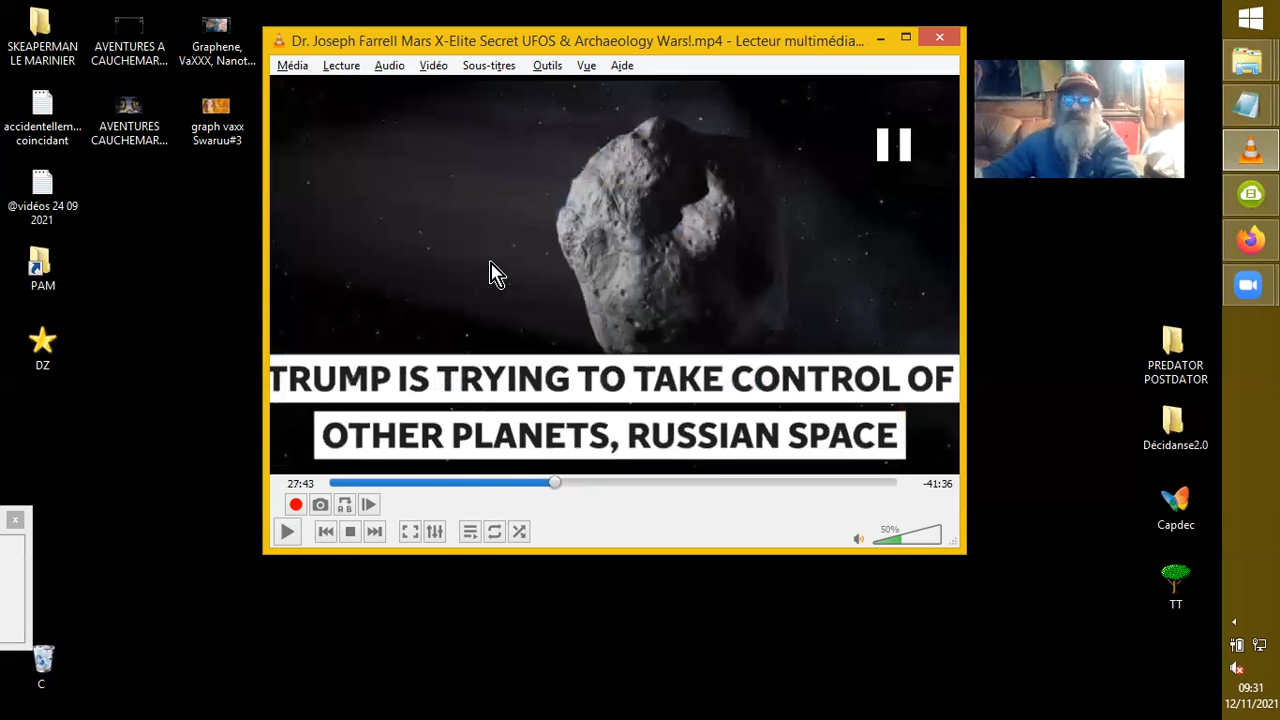 SKEAPERMAN
LE MARINIER
AVENTURES A
CAUCHEMAR...
Graphene,
VaXXX, Nanot...
accidentellem...
coincidant
AVENTURES
CAUCHEMAR...
graph vaxx
Swaruu#3
@vidéos 24 09
2021
PAM
DZ
x
C
Dr. Joseph Farrell Mars X-Elite Secret UFOS & Archaeology Wars!.mp4 - Lecteur multimédia...
Média Lecture Audio Vidéo Sous-titres Outils Vue Aide
TRUMP IS TRYING TO TAKE CONTROL OF
OTHER PLANETS, RUSSIAN SPACE
27:43
-41:36
A B
50%
PREDATOR
POSTDATOR
Décidanse2.0
Capdec
TT
09:31
12/11/2021